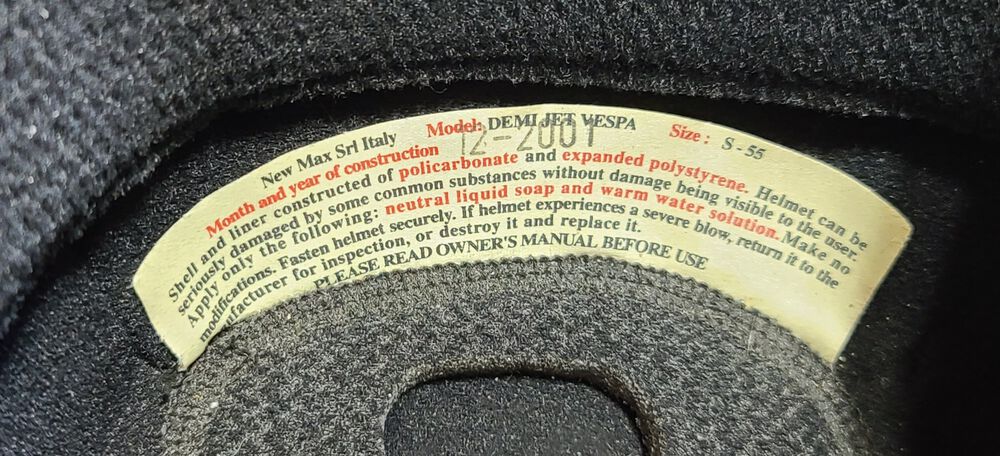 New Max Srl Italy Model: DEMI JET VESPA Size: S - 55
Month and year of construction 12-2001
Shell and liner constructed of policarbonate and expanded polystyrene. Helmet can be
seriously damaged by some common substances without damage being visible to the user.
Apply only the following: neutral liquid soap and warm water solution. Make no
modifications. Fasten helmet securely. If helmet experiences a severe blow, return it to the
manufacturer for inspection, or destroy it and replace it.
PLEASE READ OWNER'S MANUAL BEFORE USE